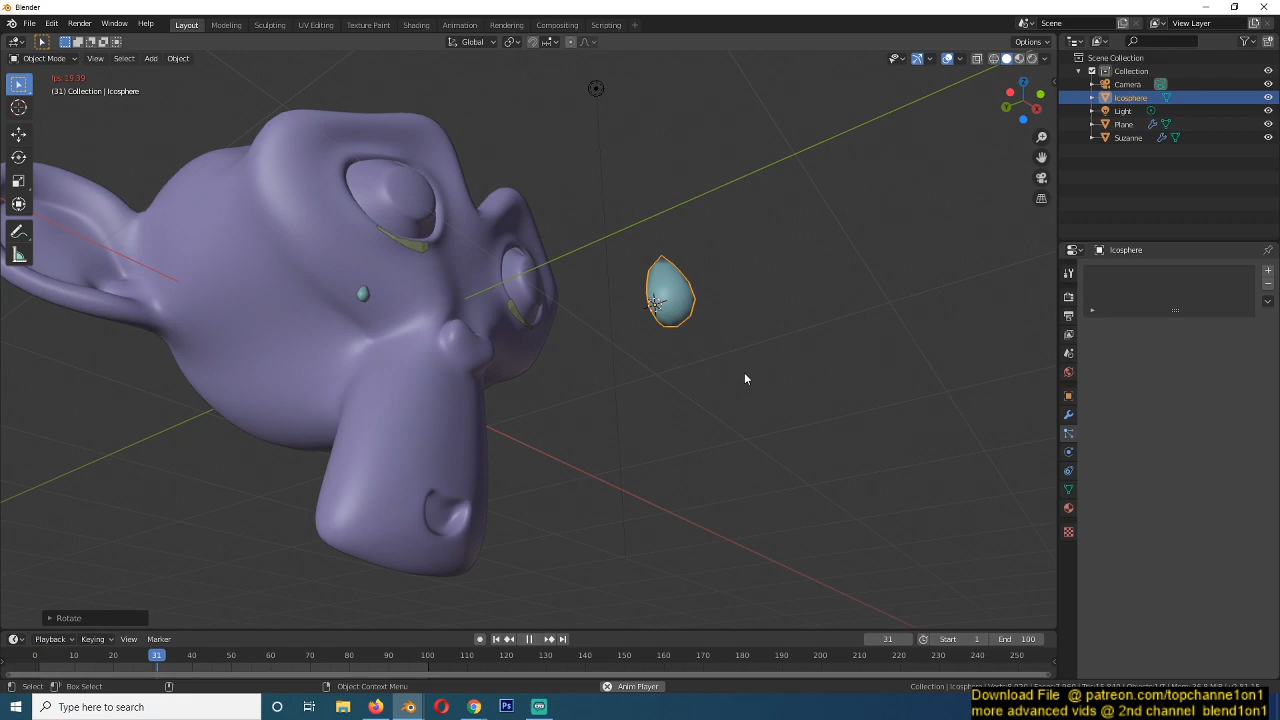 Blender
File Edit Render Window Help
Layout Modeling Sculpting UV Editing Texture Paint Shading Animation Rendering Compositing Scripting +
Scene
View Layer
Global
Options
Object Mode View Select Add Object
fps: 19.39
(31) Collection | Icosphere
Z
Y
X
Scene Collection
Collection
Camera
Icosphere
Light
Plane
Suzanne
Icosphere
Rotate
Playback Keying View Marker
31
Start 1
End 100
0 10 20 30 31 40 50 60 70 80 90 100 110 120 130 140 150 160 170 180 190 200 210 220 230 240 250
Select Box Select Object Context Menu Anim Player
Collection | Icosphere
Type here to search
Download File @ patreon.com/topchanne1on1
more advanced vids @ 2nd channel blend1on1